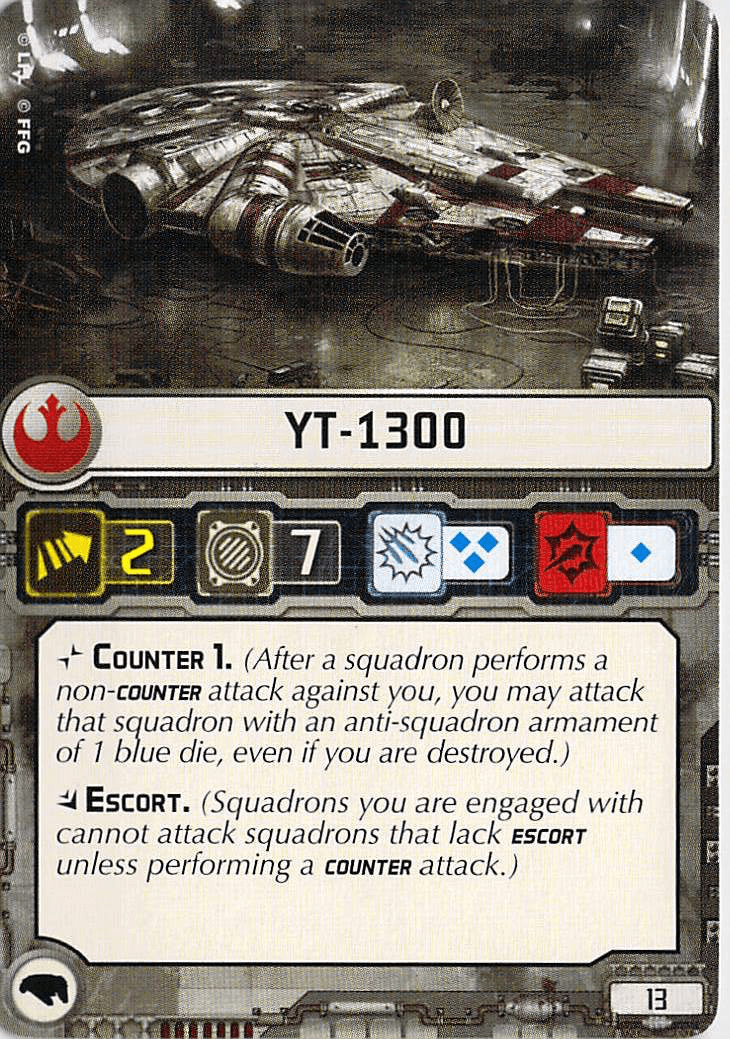 © LFL © FFG
YT-1300
2
7
COUNTER 1. (After a squadron performs a
non-COUNTER attack against you, you may attack
that squadron with an anti-squadron armament
of 1 blue die, even if you are destroyed.)
ESCORT. (Squadrons you are engaged with
cannot attack squadrons that lack ESCORT
unless performing a COUNTER attack.)
13